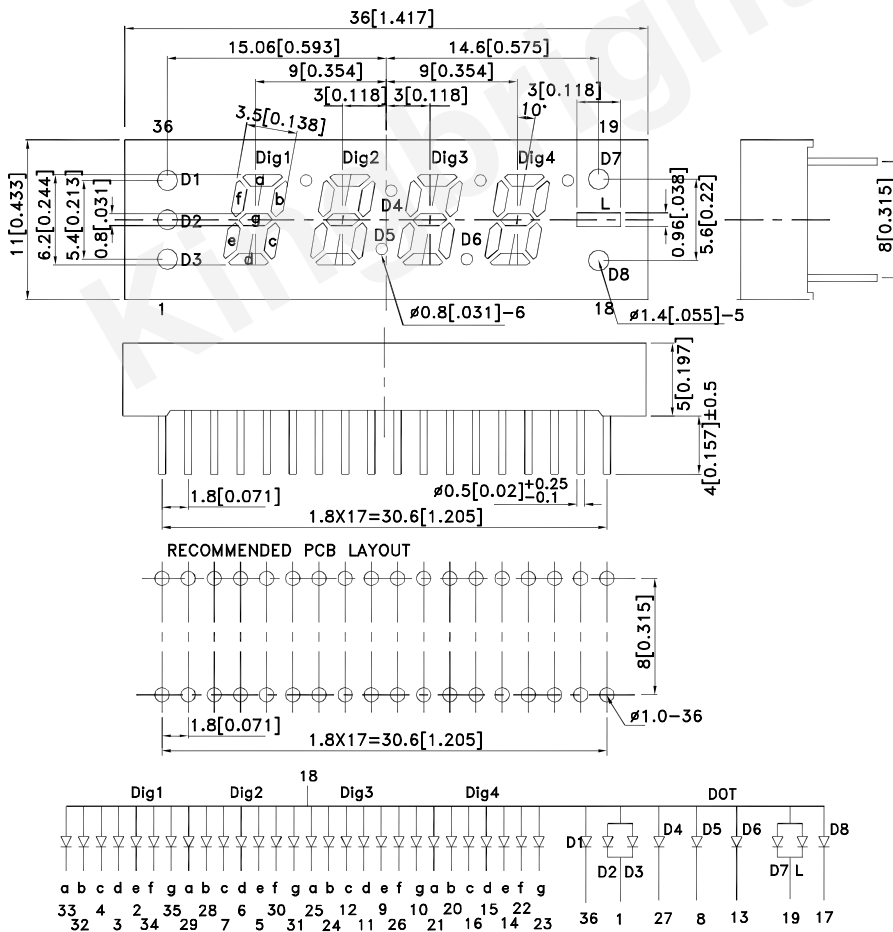 36[1.417]
15.06[0.593] 14.6[0.575]
9[0.354] 9[0.354]
3[0.118] 3[0.118] 3[0.118]
3.5[0.138] 10°
36 19
Dig1 Dig2 Dig3 Dig4 D7
D1 a
f b D4 L
D2 g
e c D5 D6
D3 d D8
11[0.433]
6.2[0.244]
5.4[0.213]
0.8[.031]
0.96[.038]
5.6[0.22]
8[0.315]
1 ø0.8[.031]-6 18 ø1.4[.055]-5
5[0.197]
4[0.157]±0.5
1.8[0.071] ø0.5[0.02]+0.25 -0.1
1.8X17=30.6[1.205]
RECOMMENDED PCB LAYOUT
8[0.315]
1.8[0.071] ø1.0-36
1.8X17=30.6[1.205]
18
Dig1 Dig2 Dig3 Dig4 DOT
D1 D4 D5 D6 D8
D2 D3 D7 L
a b c d e f g a b c d e f g a b c d e f g a b c d e f g
33 4 2 35 28 6 30 25 12 9 10 20 15 22 36 1 27 8 13 19 17
32 3 34 29 7 5 31 24 11 26 21 16 14 23
Kingbright